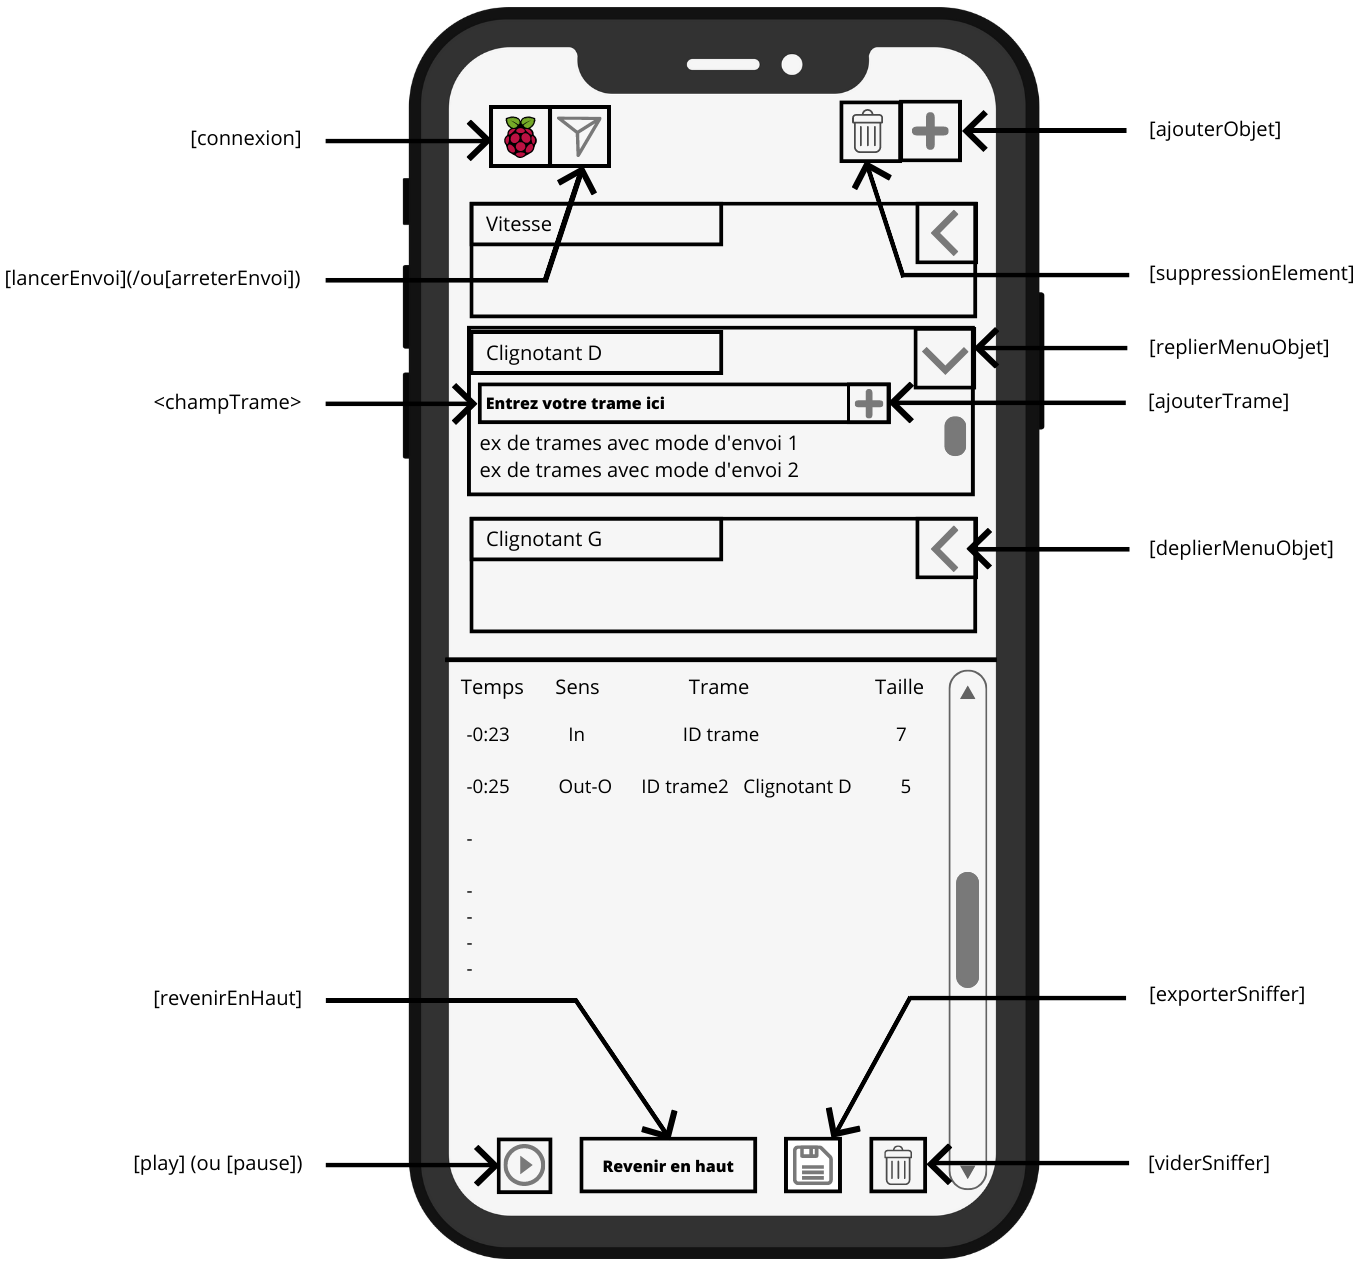 [connexion]
[ajouterObjet]
Vitesse
[lancerEnvoi](/ou[arreterEnvoi])
[suppressionElement]
Clignotant D
[replierMenuObjet]
<champTrame>
Entrez votre trame ici
[ajouterTrame]
ex de trames avec mode d'envoi 1
ex de trames avec mode d'envoi 2
Clignotant G
[deplierMenuObjet]
Temps Sens Trame Taille
-0:23 In ID trame 7
-0:25 Out-O ID trame2 Clignotant D 5
-
-
-
-
-
[revenirEnHaut]
[exporterSniffer]
[play] (ou [pause])
Revenir en haut
[viderSniffer]